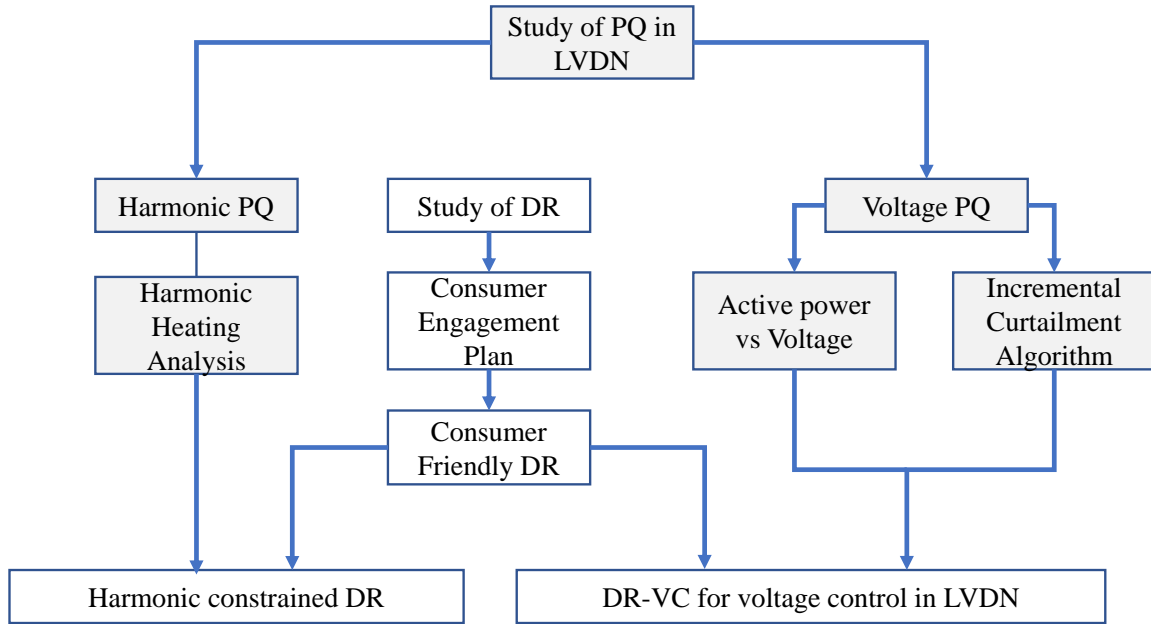 Study of PQ in
LVDN
Harmonic PQ
Study of DR
Voltage PQ
Harmonic
Heating
Analysis
Consumer
Engagement
Plan
Active power
vs Voltage
Incremental
Curtailment
Algorithm
Consumer
Friendly DR
Harmonic constrained DR
DR-VC for voltage control in LVDN